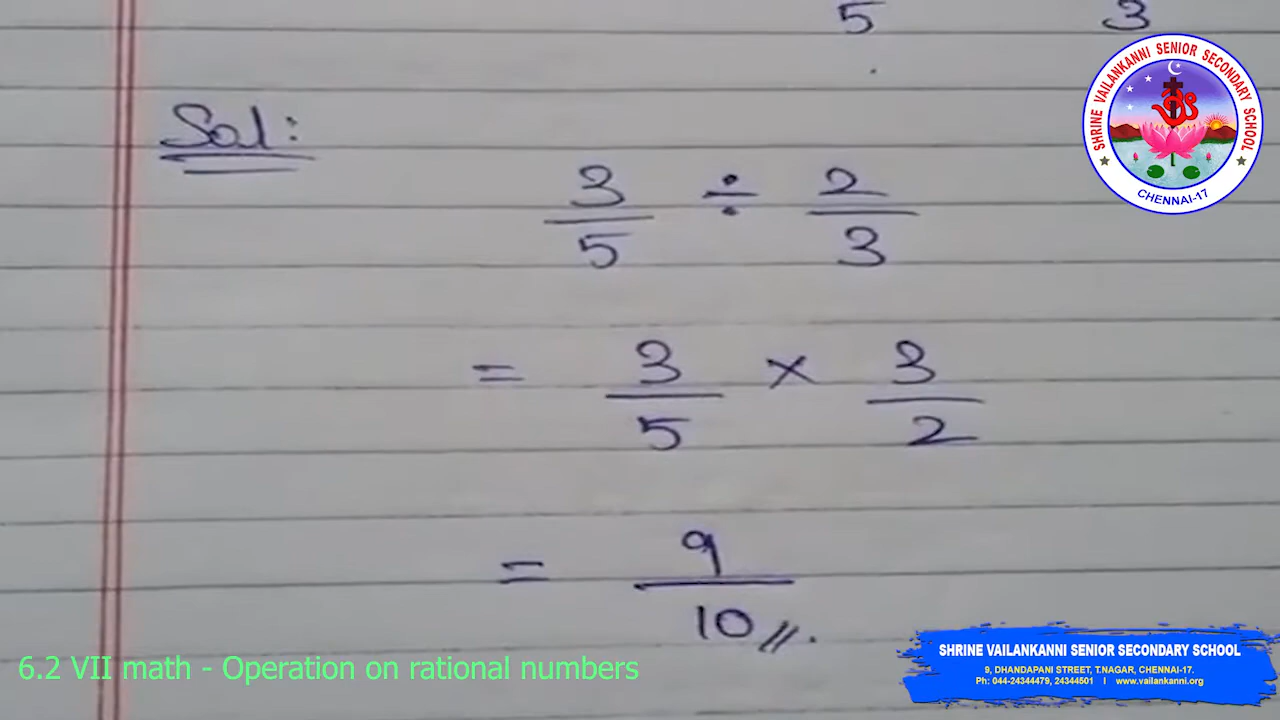 5 3
Sol:
3/5 ÷ 2/3
= 3/5 × 3/2
= 9/10 //.
SHRINE VAILANKANNI SENIOR SECONDARY SCHOOL
CHENNAI-17
6.2 VII math - Operation on rational numbers
SHRINE VAILANKANNI SENIOR SECONDARY SCHOOL
9, DHANDAPANI STREET, T.NAGAR, CHENNAI-17.
Ph: 044-24344479, 24344501 I www.vailankanni.org